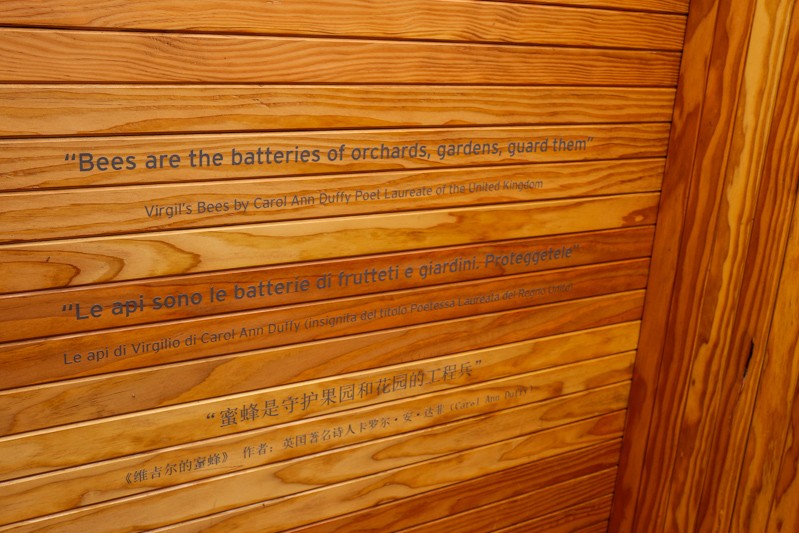 “Bees are the batteries of orchards, gardens, guard them”
Virgil's Bees by Carol Ann Duffy Poet Laureate of the United Kingdom
“Le api sono le batterie di frutteti e giardini. Proteggetele”
Le api di Virgilio di Carol Ann Duffy (insignita del titolo Poetessa Laureata del Regno Unito)
“蜜蜂是守护果园和花园的工程兵”
《维吉尔的蜜蜂》 作者：英国著名诗人卡罗尔·安·达菲（Carol Ann Duffy）